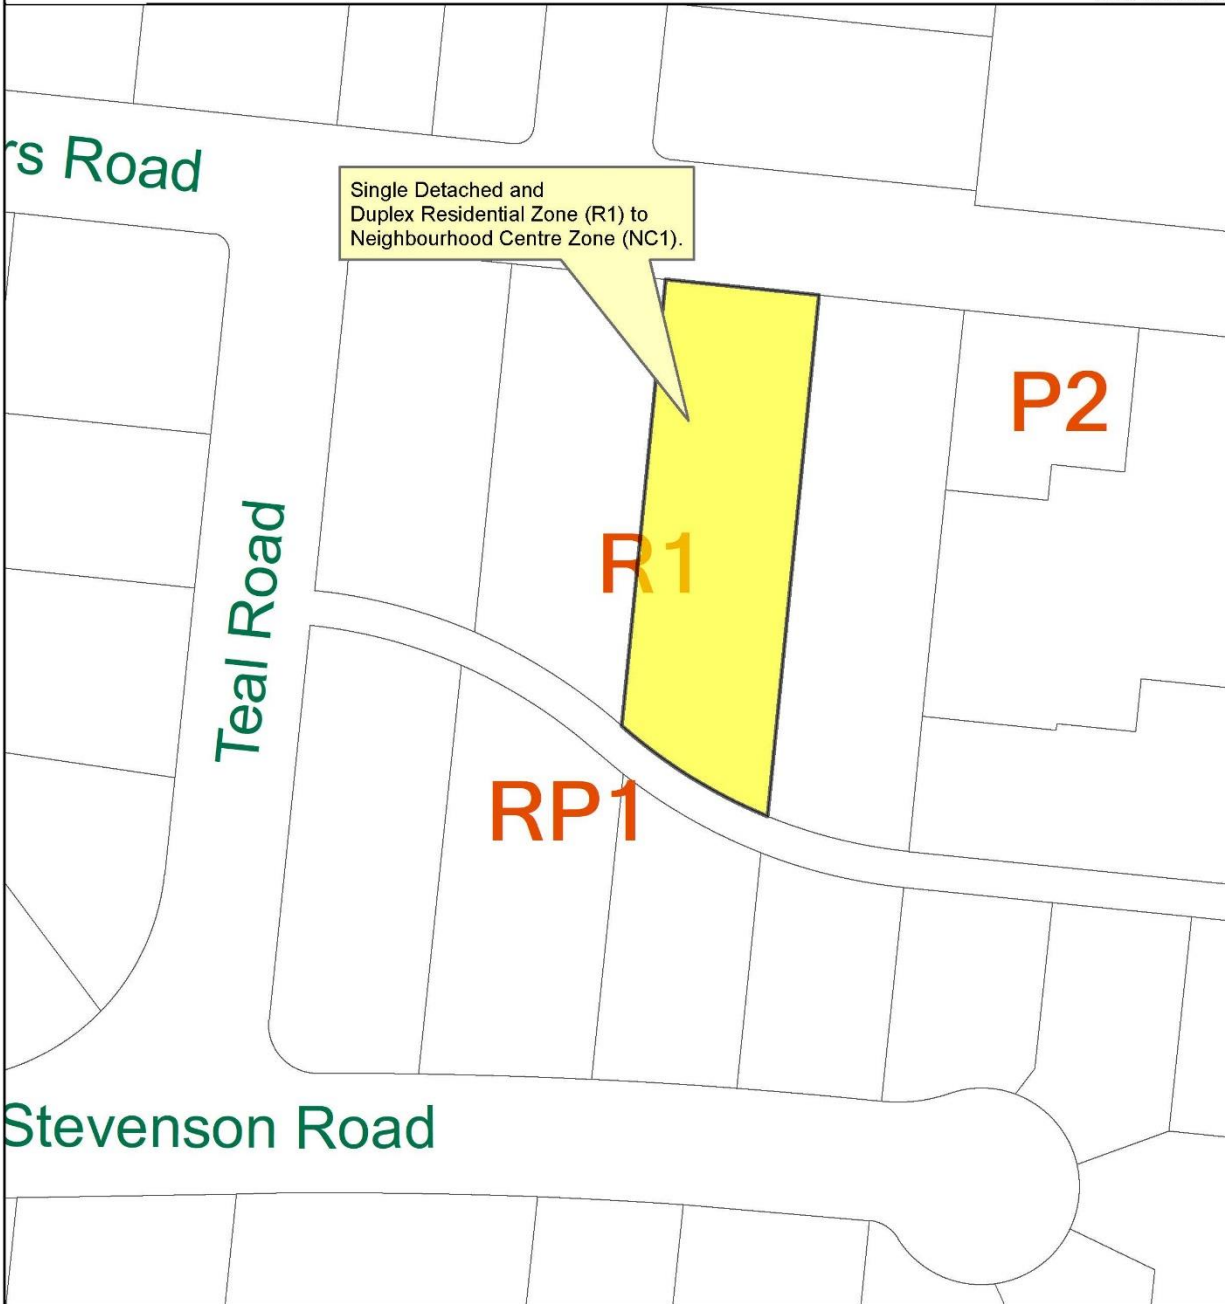 rs Road
Single Detached and
Duplex Residential Zone (R1) to
Neighbourhood Centre Zone (NC1).
P2
R1
Teal Road
RP1
Stevenson Road